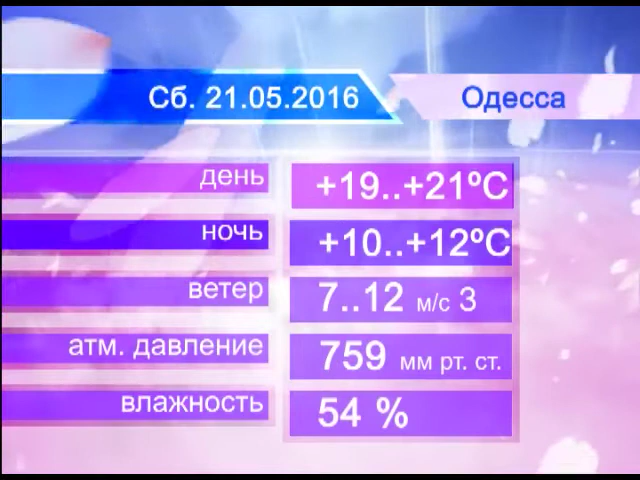 Сб. 21.05.2016 Одесса
день +19..+21ºC
ночь +10..+12ºC
ветер 7..12 м/с З
атм. давление 759 мм рт. ст.
влажность 54 %